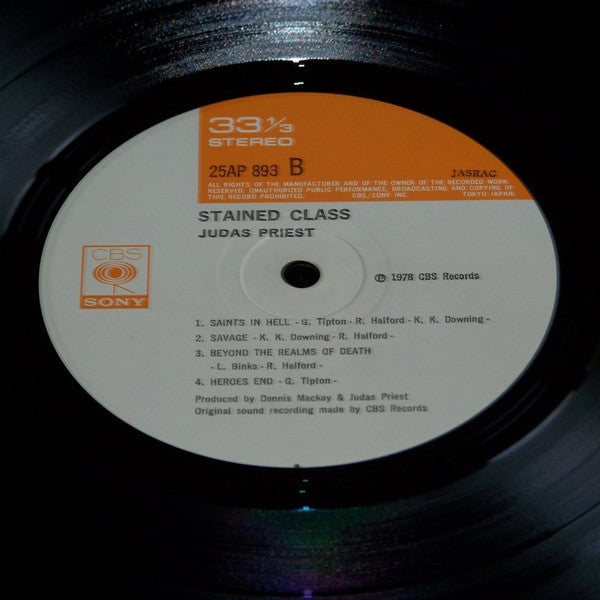 33 1/3
STEREO
25AP 893 B
JASRAC
ALL RIGHTS OF THE MANUFACTURER AND OF THE OWNER OF THE RECORDED WORK
RESERVED. UNAUTHORIZED PUBLIC PERFORMANCE, BROADCASTING AND COPYING OF
THIS RECORD PROHIBITED. CBS/SONY INC. TOKYO JAPAN.
STAINED CLASS
JUDAS PRIEST
CBS
SONY
℗ 1978 CBS Records
1. SAINTS IN HELL - G. Tipton - R. Halford - K. K. Downing -
2. SAVAGE - K. K. Downing - R. Halford -
3. BEYOND THE REALMS OF DEATH
- L. Binks - R. Halford -
4. HEROES END - G. Tipton -
Produced by Dennis Mackay & Judas Priest
Original sound recording made by CBS Records